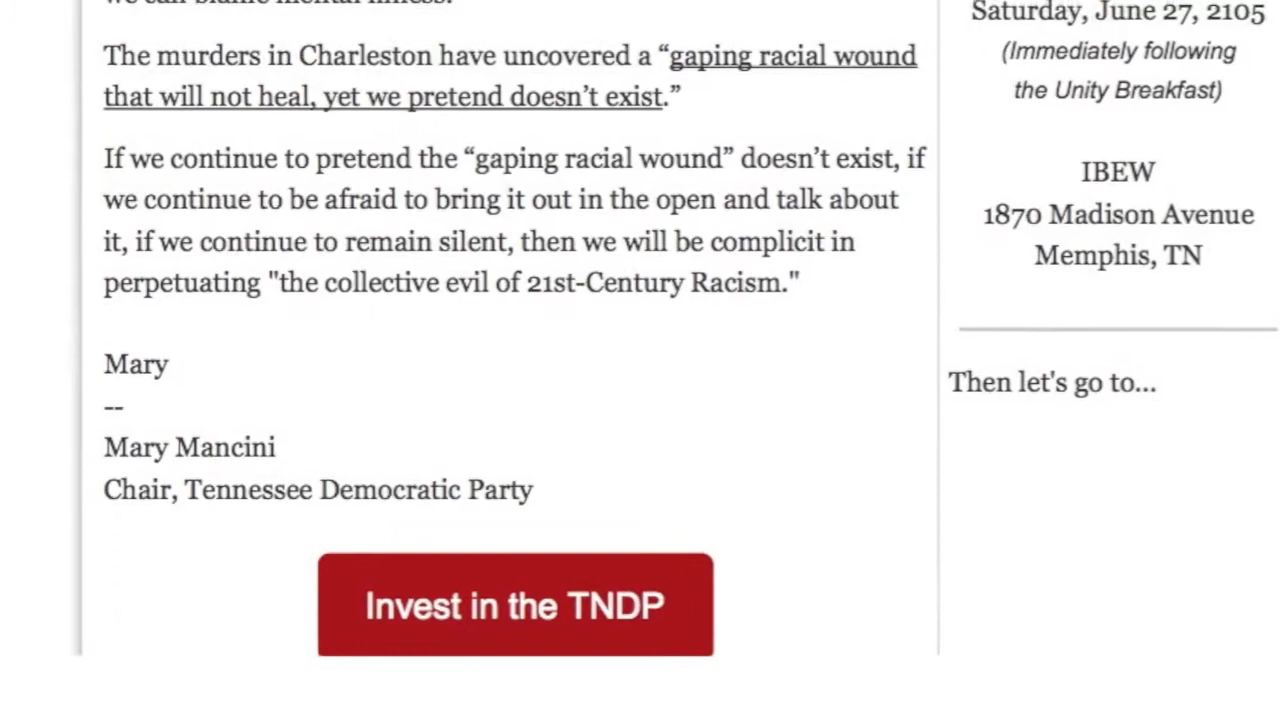 we can blame mental illness.
The murders in Charleston have uncovered a “gaping racial wound
that will not heal, yet we pretend doesn’t exist.”
If we continue to pretend the “gaping racial wound” doesn’t exist, if
we continue to be afraid to bring it out in the open and talk about
it, if we continue to remain silent, then we will be complicit in
perpetuating "the collective evil of 21st-Century Racism."
Mary
--
Mary Mancini
Chair, Tennessee Democratic Party
Invest in the TNDP
Saturday, June 27, 2105
(Immediately following
the Unity Breakfast)
IBEW
1870 Madison Avenue
Memphis, TN
Then let's go to...